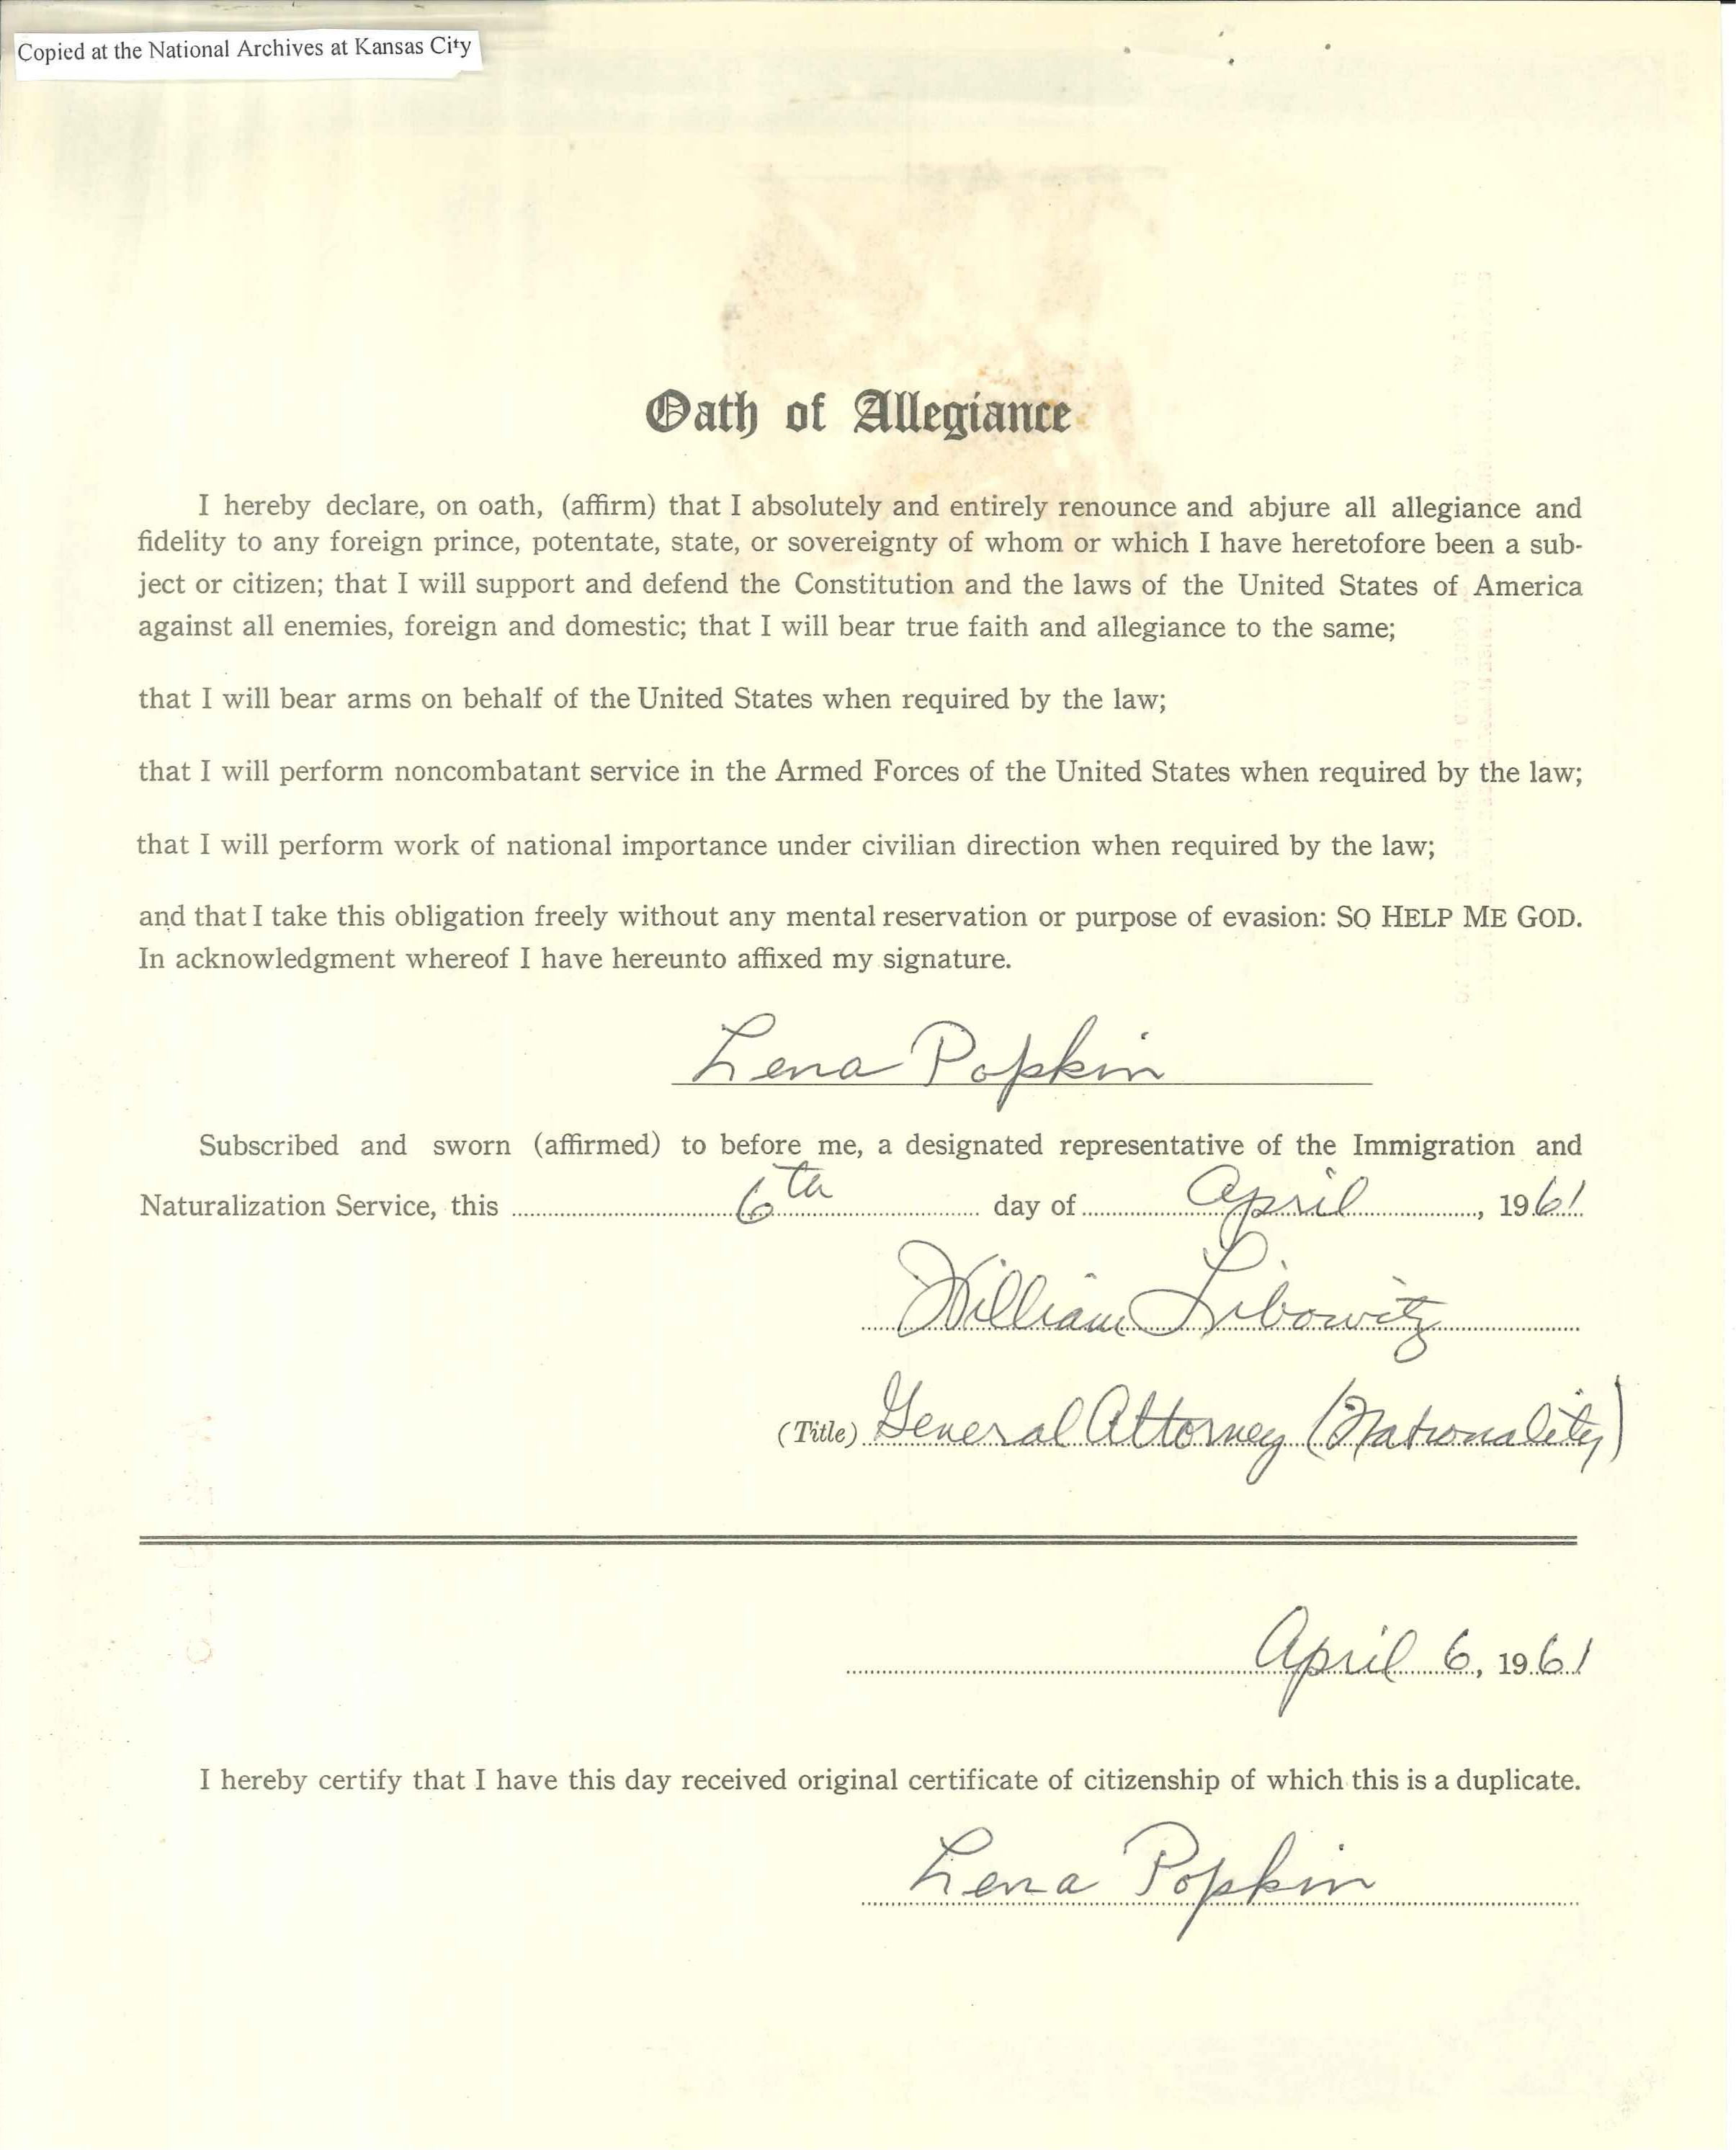 Copied at the National Archives at Kansas City
Oath of Allegiance
I hereby declare, on oath, (affirm) that I absolutely and entirely renounce and abjure all allegiance and
fidelity to any foreign prince, potentate, state, or sovereignty of whom or which I have heretofore been a sub-
ject or citizen; that I will support and defend the Constitution and the laws of the United States of America
against all enemies, foreign and domestic; that I will bear true faith and allegiance to the same;
that I will bear arms on behalf of the United States when required by the law;
that I will perform noncombatant service in the Armed Forces of the United States when required by the law;
that I will perform work of national importance under civilian direction when required by the law;
and that I take this obligation freely without any mental reservation or purpose of evasion: SO HELP ME GOD.
In acknowledgment whereof I have hereunto affixed my signature.
Lena Popkin
Subscribed and sworn (affirmed) to before me, a designated representative of the Immigration and
Naturalization Service, this 6th day of April, 1961
William Libowitz
(Title) General Attorney (Nationality)
April 6, 1961
I hereby certify that I have this day received original certificate of citizenship of which this is a duplicate.
Lena Popkin